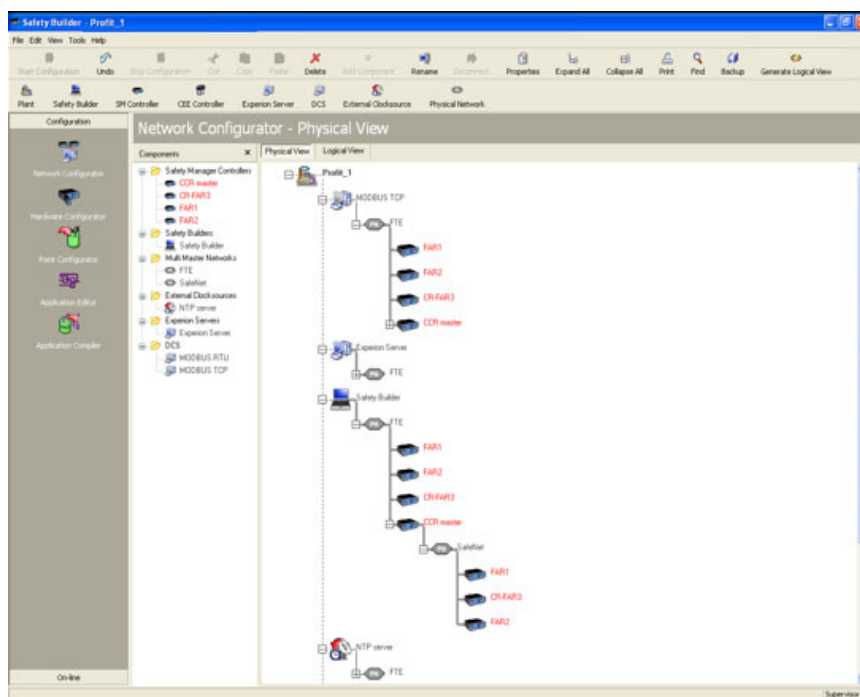 Safety Builder - Profit_1
File Edit View Tools Help
Start Configuration Undo Stop Configuration Cut Copy Paste Delete Add Component Rename Disconnect Properties Expand All Collapse All Print Find Backup Generate Logical View
Plant Safety Builder SM Controller CEE Controller Experion Server DCS External Clocksource Physical Network
Configuration
Network Configurator - Physical View
Components
Physical View Logical View
Network Configurator
Hardware Configurator
Point Configurator
Application Editor
Application Compiler
On-line
Safety Manager Controllers
CCR master
CR-FAR3
FAR1
FAR2
Safety Builders
Safety Builder
Multi Master Networks
FTE
SafeNet
External Clocksources
NTP server
Experion Servers
Experion Server
DCS
MODBUS RTU
MODBUS TCP
Profit_1
MODBUS TCP
FTE
FAR1
FAR2
CR-FAR3
CCR master
Experion Server
FTE
Safety Builder
FTE
FAR1
FAR2
CR-FAR3
CCR master
SafeNet
FAR1
CR-FAR3
FAR2
NTP server
FTE
Supervisor